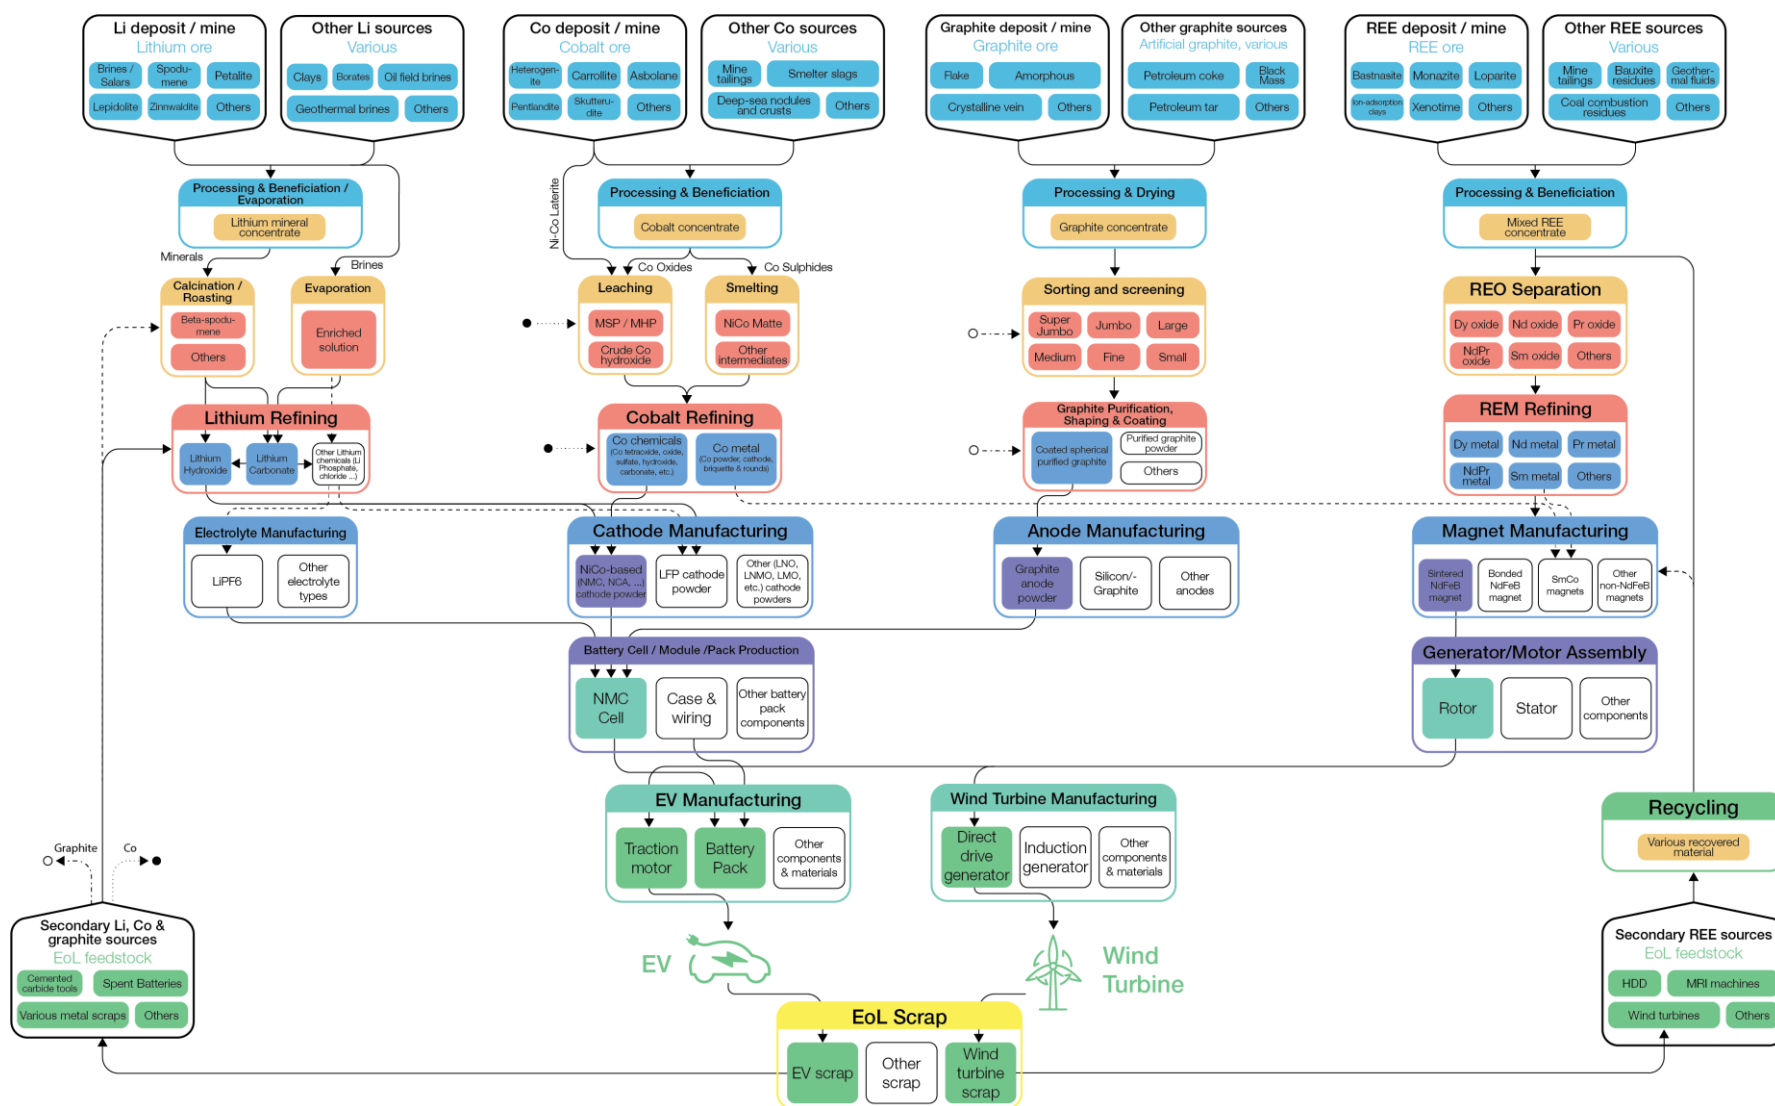 Li deposit / mine
Lithium ore
Brines /
Salars
Spodu-
mene
Petalite
Lepidolite
Zinnwaldite
Others
Other Li sources
Various
Clays
Borates
Oil field brines
Geothermal brines
Others
Co deposit / mine
Cobalt ore
Heterogen-
ite
Carrollite
Asbolane
Pentlandite
Skutteru-
dite
Others
Other Co sources
Various
Mine
tailings
Smelter slags
Deep-sea nodules
and crusts
Others
Graphite deposit / mine
Graphite ore
Flake
Amorphous
Crystalline vein
Others
Other graphite sources
Artificial graphite, various
Petroleum coke
Black
Mass
Petroleum tar
Others
REE deposit / mine
REE ore
Bastnasite
Monazite
Loparite
Ion-adsorption
clays
Xenotime
Others
Other REE sources
Various
Mine
tailings
Bauxite
residues
Geother-
mal fluids
Coal combustion
residues
Others
Processing & Beneficiation /
Evaporation
Lithium mineral
concentrate
Ni-Co Laterite
Processing & Beneficiation
Cobalt concentrate
Processing & Drying
Graphite concentrate
Processing & Beneficiation
Mixed REE
concentrate
Minerals
Brines
Co Oxides
Co Sulphides
Calcination /
Roasting
Beta-spodu-
mene
Others
Evaporation
Enriched
solution
Leaching
MSP / MHP
Crude Co
hydroxide
Smelting
NiCo Matte
Other
intermediates
Sorting and screening
Super
Jumbo
Jumbo
Large
Medium
Fine
Small
REO Separation
Dy oxide
Nd oxide
Pr oxide
NdPr
oxide
Sm oxide
Others
Lithium Refining
Lithium
Hydroxide
Lithium
Carbonate
Other Lithium
chemicals (Li
Phosphate,
chloride ...)
Cobalt Refining
Co chemicals
(Co tetraoxide, oxide,
sulfate, hydroxide,
carbonate, etc.)
Co metal
(Co powder, cathode,
briquette & rounds)
Graphite Purification,
Shaping & Coating
Coated spherical
purified graphite
Purified graphite
powder
Others
REM Refining
Dy metal
Nd metal
Pr metal
NdPr
metal
Sm metal
Others
Electrolyte Manufacturing
LiPF6
Other
electrolyte
types
Cathode Manufacturing
NiCo-based
(NMC, NCA, ...)
cathode powder
LFP cathode
powder
Other (LNO,
LNMO, LMO,
etc.) cathode
powders
Anode Manufacturing
Graphite
anode
powder
Silicon/-
Graphite
Other
anodes
Magnet Manufacturing
Sintered
NdFeB
magnet
Bonded
NdFeB
magnet
SmCo
magnets
Other
non-NdFeB
magnets
Battery Cell / Module /Pack Production
NMC
Cell
Case &
wiring
Other battery
pack
components
Generator/Motor Assembly
Rotor
Stator
Other
components
EV Manufacturing
Traction
motor
Battery
Pack
Other
components
& materials
Wind Turbine Manufacturing
Direct
drive
generator
Induction
generator
Other
components
& materials
Recycling
Various recovered
material
Graphite
Co
Secondary Li, Co &
graphite sources
EoL feedstock
Cemented
carbide tools
Spent Batteries
Various metal scraps
Others
EV
Wind
Turbine
Secondary REE sources
EoL feedstock
HDD
MRI machines
Wind turbines
Others
EoL Scrap
EV scrap
Other
scrap
Wind
turbine
scrap